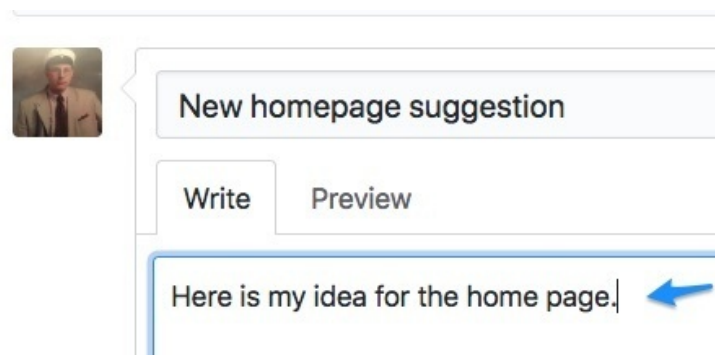 New homepage suggestion
Write Preview
Here is my idea for the home page.